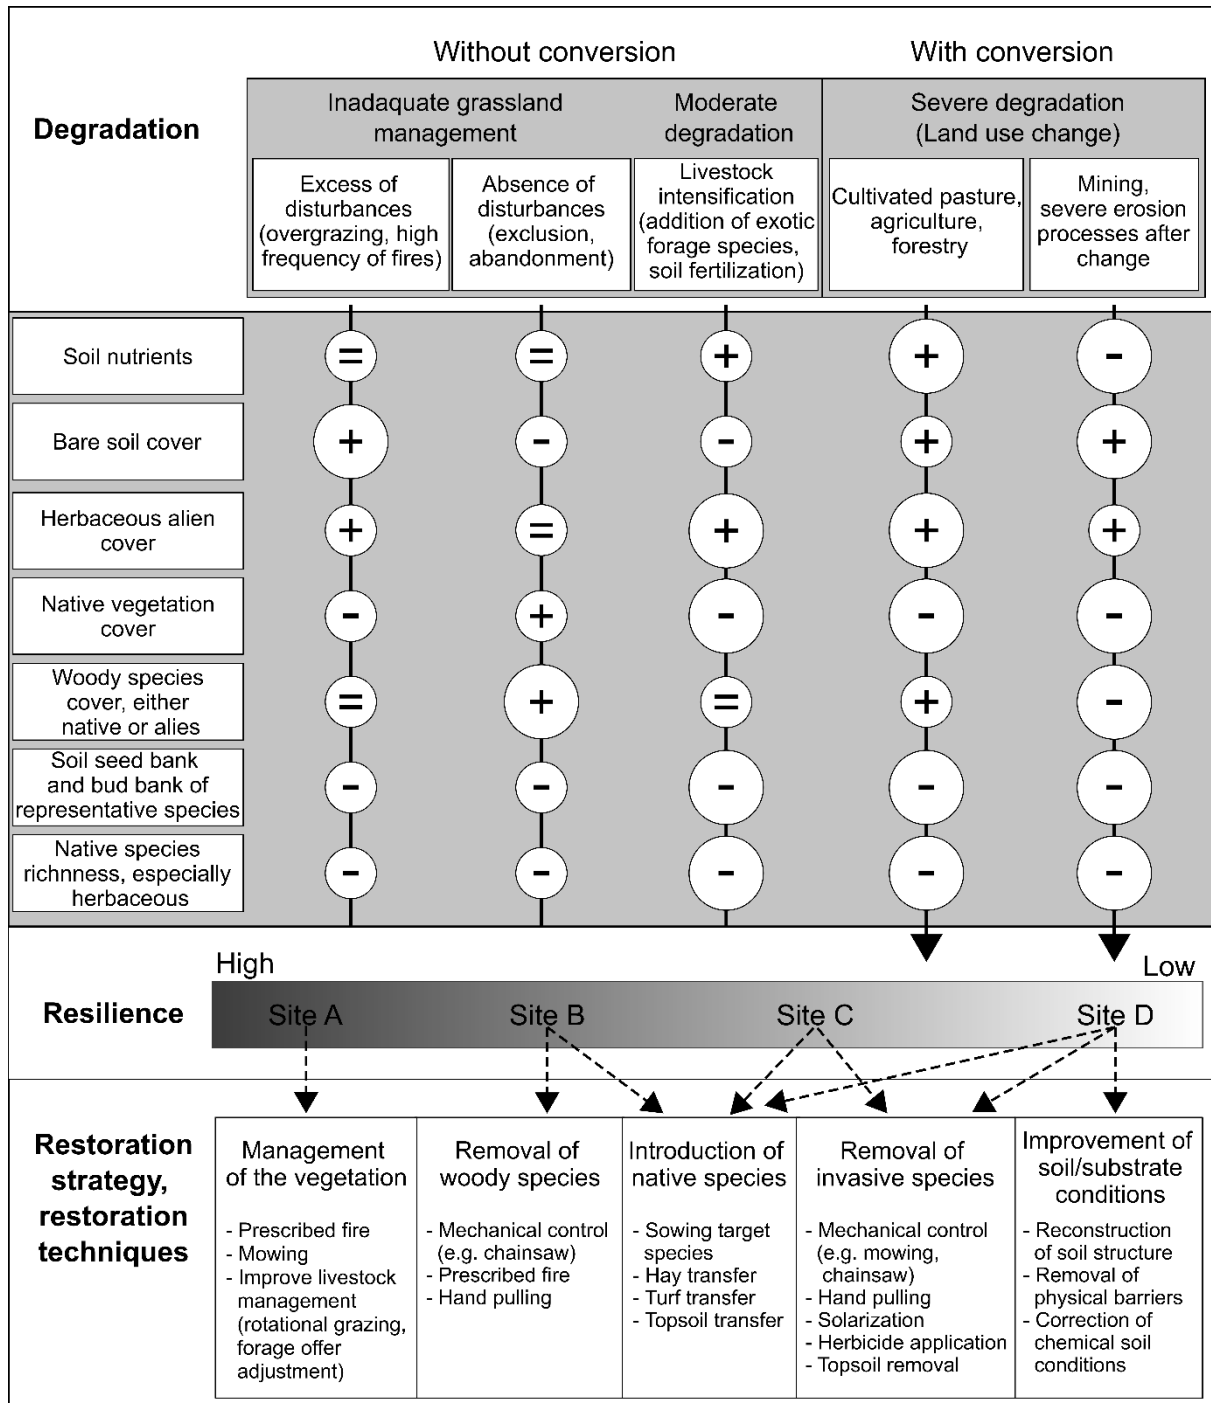 Without conversion
With conversion
Degradation
Inadaquate grassland
management
Moderate
degradation
Severe degradation
(Land use change)
Excess of
disturbances
(overgrazing, high
frequency of fires)
Absence of
disturbances
(exclusion,
abandonment)
Livestock
intensification
(addition of exotic
forage species,
soil fertilization)
Cultivated pasture,
agriculture,
forestry
Mining,
severe erosion
processes after
change
Soil nutrients
= = + + -
Bare soil cover
+ - - + +
Herbaceous alien
cover
+ = + + +
Native vegetation
cover
- + - - -
Woody species
cover, either
native or alies
= + = + -
Soil seed bank
and bud bank of
representative species
- - - - -
Native species
richnness, especially
herbaceous
- - - - -
Resilience
High
Low
Site A
Site B
Site C
Site D
Restoration
strategy,
restoration
techniques
Management
of the vegetation
- Prescribed fire
- Mowing
- Improve livestock
management
(rotational grazing,
forage offer
adjustment)
Removal of
woody species
- Mechanical control
(e.g. chainsaw)
- Prescribed fire
- Hand pulling
Introduction of
native species
- Sowing target
species
- Hay transfer
- Turf transfer
- Topsoil transfer
Removal of
invasive species
- Mechanical control
(e.g. mowing,
chainsaw)
- Hand pulling
- Solarization
- Herbicide application
- Topsoil removal
Improvement of
soil/substrate
conditions
- Reconstruction
of soil structure
- Removal of
physical barriers
- Correction of
chemical soil
conditions